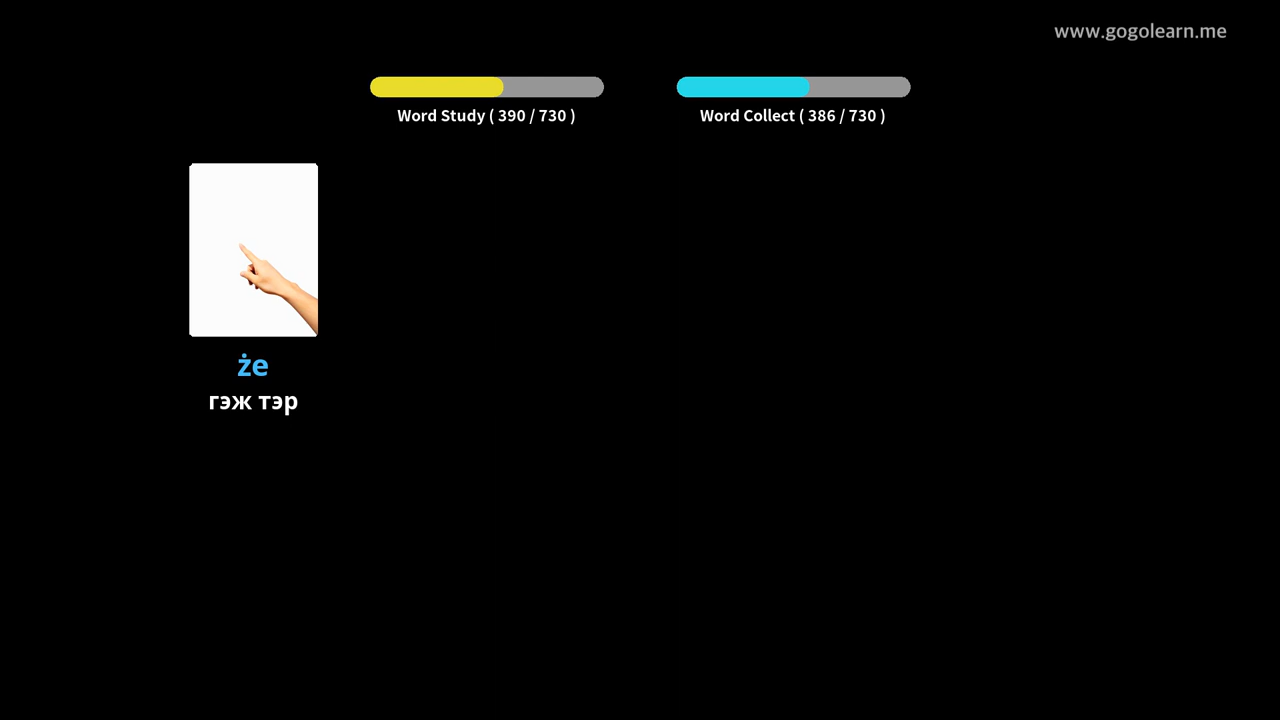 www.gogolearn.me
Word Study ( 390 / 730 )
Word Collect ( 386 / 730 )
że
гэж тэр